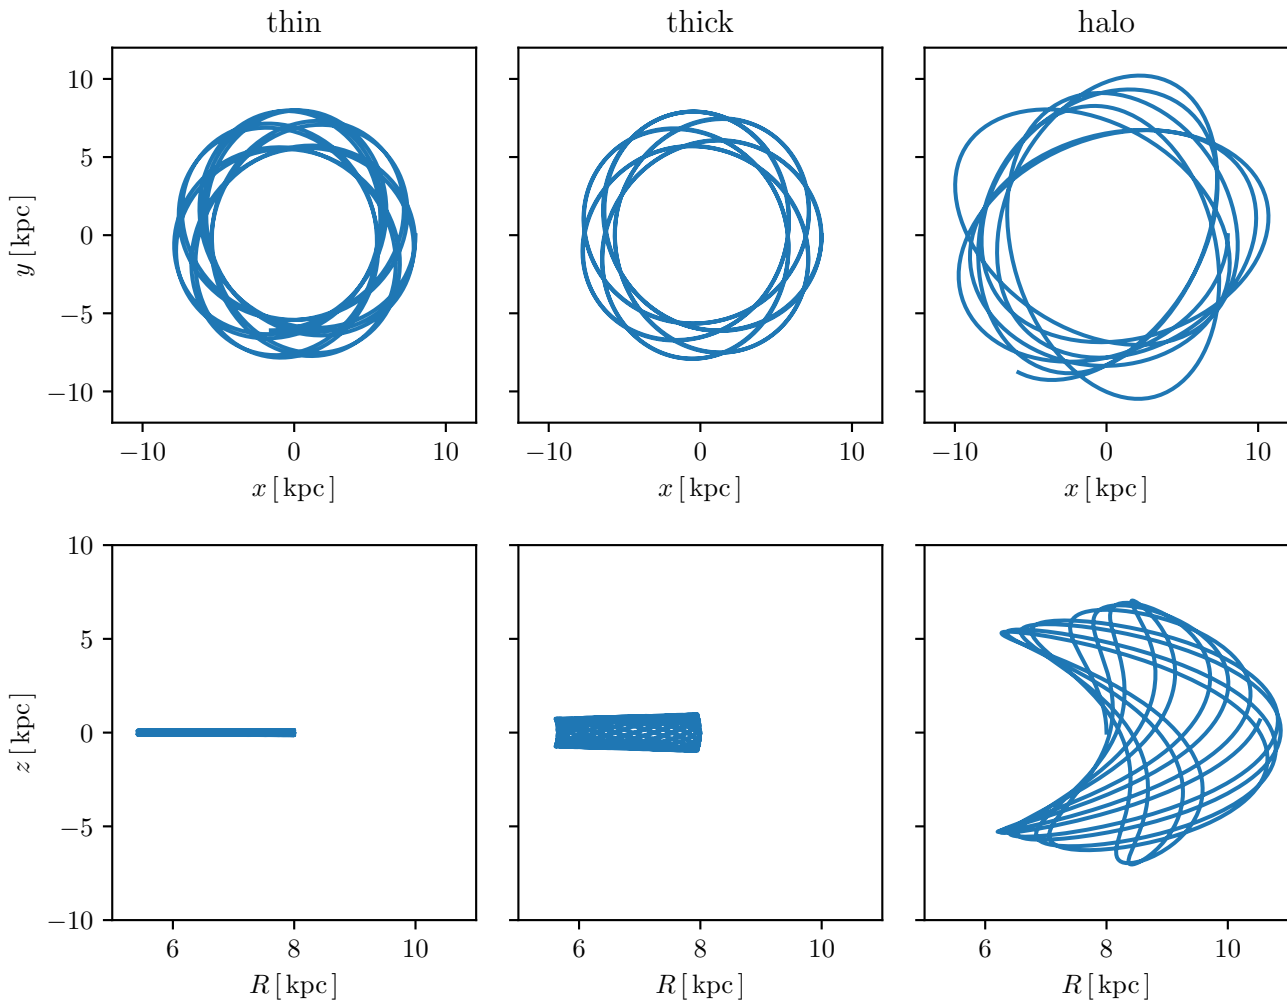 thin thick halo
10
5
0
−5
−10
y [kpc]
−10 0 10 −10 0 10 −10 0 10
x [kpc] x [kpc] x [kpc]
10
5
0
−5
−10
z [kpc]
6 8 10 6 8 10 6 8 10
R [kpc] R [kpc] R [kpc]